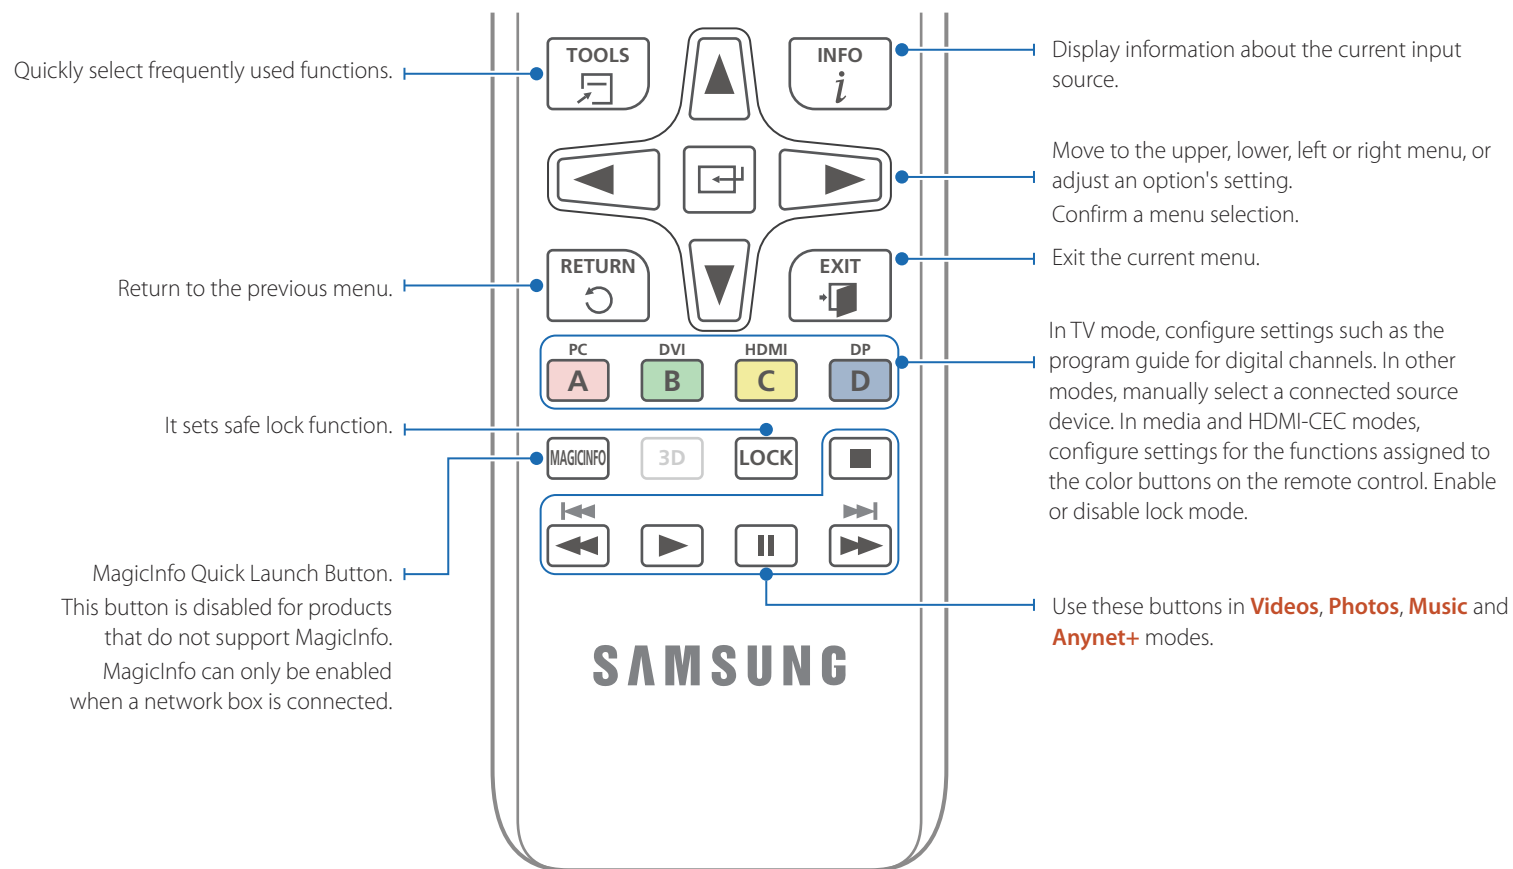 Quickly select frequently used functions.
Return to the previous menu.
It sets safe lock function.
MagicInfo Quick Launch Button.
This button is disabled for products
that do not support MagicInfo.
MagicInfo can only be enabled
when a network box is connected.
TOOLS
INFO
i
RETURN
EXIT
PC
DVI
HDMI
DP
A
B
C
D
MAGICINFO
3D
LOCK
SAMSUNG
Display information about the current input
source.
Move to the upper, lower, left or right menu, or
adjust an option's setting.
Confirm a menu selection.
Exit the current menu.
In TV mode, configure settings such as the
program guide for digital channels. In other
modes, manually select a connected source
device. In media and HDMI-CEC modes,
configure settings for the functions assigned to
the color buttons on the remote control. Enable
or disable lock mode.
Use these buttons in Videos, Photos, Music and
Anynet+ modes.